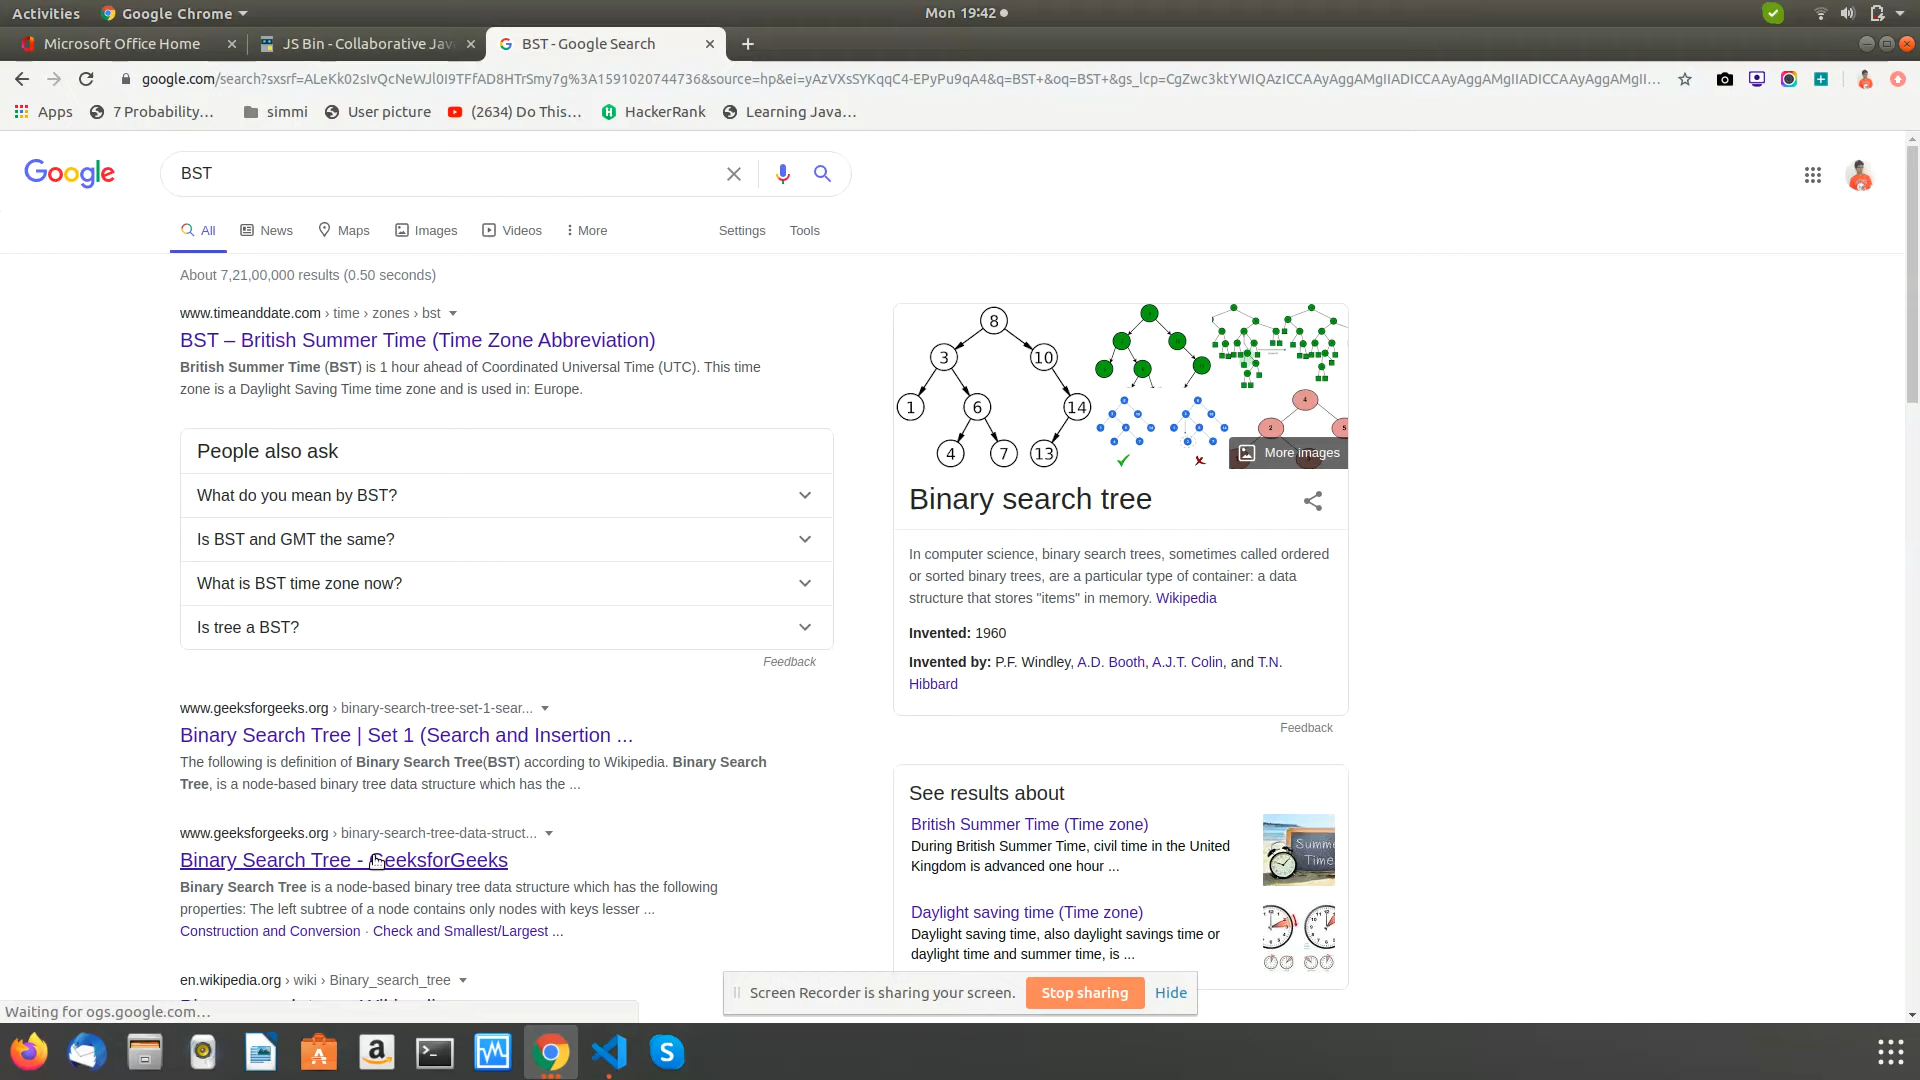 Activities
Google Chrome
Mon 19:42
Microsoft Office Home
JS Bin - Collaborative Jav
BST - Google Search
google.com/search?sxsrf=ALeKk02sIvQcNeWJl0I9TFfAD8HTrSmy7g%3A1591020744736&source=hp&ei=yAzVXsSYKqqC4-EPyPu9qA4&q=BST+&oq=BST+&gs_lcp=CgZwc3ktYWIQAzICCAAyAggAMgIIADICCAAyAggAMgIIADICCAAyAggAMgII...
Apps
7 Probability...
simmi
User picture
(2634) Do This...
HackerRank
Learning Java...
Google
BST
All
News
Maps
Images
Videos
More
Settings
Tools
About 7,21,00,000 results (0.50 seconds)
www.timeanddate.com › time › zones › bst
BST – British Summer Time (Time Zone Abbreviation)
British Summer Time (BST) is 1 hour ahead of Coordinated Universal Time (UTC). This time
zone is a Daylight Saving Time time zone and is used in: Europe.
People also ask
What do you mean by BST?
Is BST and GMT the same?
What is BST time zone now?
Is tree a BST?
Feedback
www.geeksforgeeks.org › binary-search-tree-set-1-sear...
Binary Search Tree | Set 1 (Search and Insertion ...
The following is definition of Binary Search Tree(BST) according to Wikipedia. Binary Search
Tree, is a node-based binary tree data structure which has the ...
www.geeksforgeeks.org › binary-search-tree-data-struct...
Binary Search Tree - GeeksforGeeks
Binary Search Tree is a node-based binary tree data structure which has the following
properties: The left subtree of a node contains only nodes with keys lesser ...
Construction and Conversion · Check and Smallest/Largest ...
en.wikipedia.org › wiki › Binary_search_tree
8
3
10
1
6
14
4
7
13
4
2
5
More images
Binary search tree
In computer science, binary search trees, sometimes called ordered
or sorted binary trees, are a particular type of container: a data
structure that stores "items" in memory. Wikipedia
Invented: 1960
Invented by: P.F. Windley, A.D. Booth, A.J.T. Colin, and T.N.
Hibbard
Feedback
See results about
British Summer Time (Time zone)
During British Summer Time, civil time in the United
Kingdom is advanced one hour ...
Summe
Time
Daylight saving time (Time zone)
Daylight saving time, also daylight savings time or
daylight time and summer time, is ...
Screen Recorder is sharing your screen.
Stop sharing
Hide
Waiting for ogs.google.com...